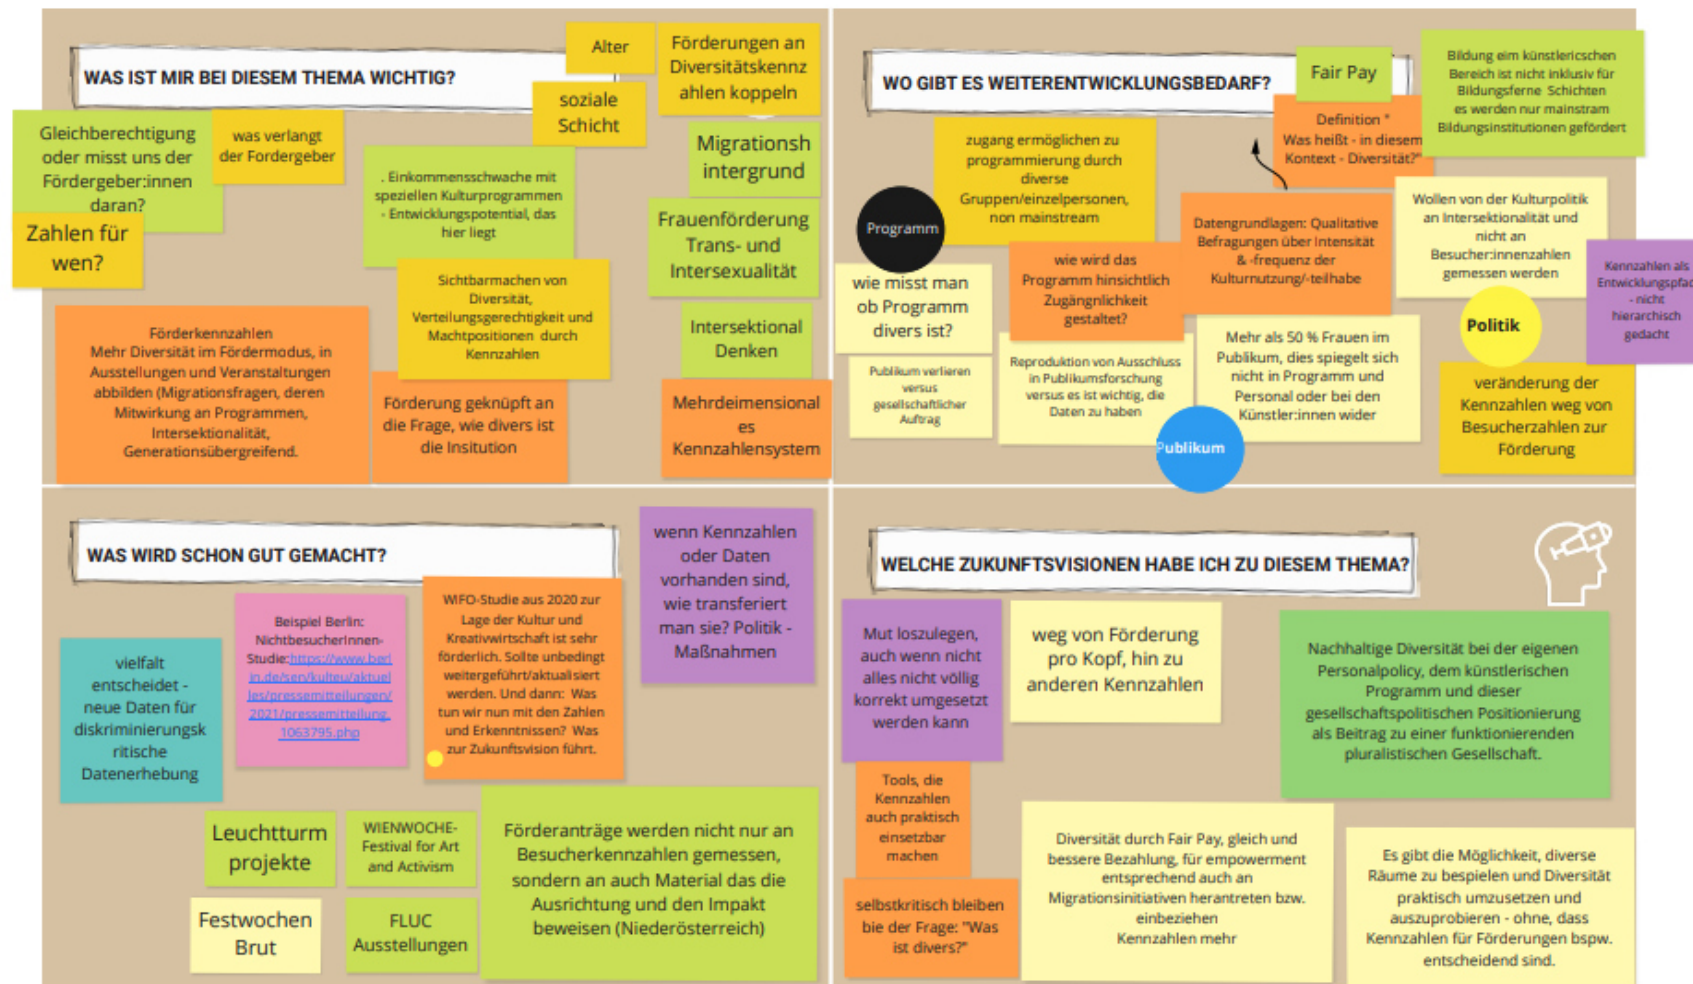 WAS IST MIR BEI DIESEM THEMA WICHTIG?
Alter
Förderungen an
Diversitätskennz
ahlen koppeln
soziale
Schicht
Gleichberechtigung
oder misst uns der
Fördergeber:innen
daran?
was verlangt
der Fordergeber
Zahlen für
wen?
. Einkommensschwache mit
speziellen Kulturprogrammen
- Entwicklungspotential, das
hier liegt
Migrationsh
intergrund
Frauenförderung
Trans- und
Intersexualität
Sichtbarmachen von
Diversität,
Verteilungsgerechtigkeit und
Machtpositionen durch
Kennzahlen
Intersektional
Denken
Förderkennzahlen
Mehr Diversität im Fördermodus, in
Ausstellungen und Veranstaltungen
abbilden (Migrationsfragen, deren
Mitwirkung an Programmen,
Intersektionalität,
Generationsübergreifend.
Förderung geknüpft an
die Frage, wie divers ist
die Insitution
Mehrdeimensional
es
Kennzahlensystem
WO GIBT ES WEITERENTWICKLUNGSBEDARF?
Fair Pay
Bildung eim künstlericschen
Bereich ist nicht inklusiv für
Bildungsferne Schichten
es werden nur mainstram
Bildungsinstitutionen gefördert
Definition "
Was heißt - in diesem
Kontext - Diversität?"
zugang ermöglichen zu
programmierung durch
diverse
Gruppen/einzelpersonen,
non mainstream
Programm
Datengrundlagen: Qualitative
Befragungen über Intensität
& -frequenz der
Kulturnutzung/-teilhabe
Wollen von der Kulturpolitik
an Intersektionalität und
nicht an
Besucher:innenzahlen
gemessen werden
Kennzahlen als
Entwicklungspfad
- nicht
hierarchisch
gedacht
wie misst man
ob Programm
divers ist?
wie wird das
Programm hinsichtlich
Zugängnlichkeit
gestaltet?
Politik
Publikum verlieren
versus
gesellschaftlicher
Auftrag
Reproduktion von Ausschluss
in Publikumsforschung
versus es ist wichtig, die
Daten zu haben
Mehr als 50 % Frauen im
Publikum, dies spiegelt sich
nicht in Programm und
Personal oder bei den
Künstler:innen wider
Publikum
veränderung der
Kennzahlen weg von
Besucherzahlen zur
Förderung
WAS WIRD SCHON GUT GEMACHT?
wenn Kennzahlen
oder Daten
vorhanden sind,
wie transferiert
man sie? Politik -
Maßnahmen
vielfalt
entscheidet -
neue Daten für
diskriminierungsk
ritische
Datenerhebung
Beispiel Berlin:
NichtbesucherInnen-
Studie:https://www.berl
in.de/sen/kulteu/aktuel
les/pressemitteilungen/
2021/pressemitteilung.
1063795.php
WIFO-Studie aus 2020 zur
Lage der Kultur und
Kreativwirtschaft ist sehr
förderlich. Sollte unbedingt
weitergeführt/aktualisiert
werden. Und dann: Was
tun wir nun mit den Zahlen
und Erkenntnissen? Was
zur Zukunftsvision führt.
Leuchtturm
projekte
WIENWOCHE-
Festival for Art
and Activism
Förderanträge werden nicht nur an
Besucherkennzahlen gemessen,
sondern an auch Material das die
Ausrichtung und den Impakt
beweisen (Niederösterreich)
Festwochen
Brut
FLUC
Ausstellungen
WELCHE ZUKUNFTSVISIONEN HABE ICH ZU DIESEM THEMA?
Mut loszulegen,
auch wenn nicht
alles nicht völlig
korrekt umgesetzt
werden kann
weg von Förderung
pro Kopf, hin zu
anderen Kennzahlen
Nachhaltige Diversität bei der eigenen
Personalpolicy, dem künstlerischen
Programm und dieser
gesellschaftspolitischen Positionierung
als Beitrag zu einer funktionierenden
pluralistischen Gesellschaft.
Tools, die
Kennzahlen
auch praktisch
einsetzbar
machen
Diversität durch Fair Pay, gleich und
bessere Bezahlung, für empowerment
entsprechend auch an
Migrationsinitiativen herantreten bzw.
einbeziehen
Kennzahlen mehr
Es gibt die Möglichkeit, diverse
Räume zu bespielen und Diversität
praktisch umzusetzen und
auszuprobieren - ohne, dass
Kennzahlen für Förderungen bspw.
entscheidend sind.
selbstkritisch bleiben
bie der Frage: "Was
ist divers?"